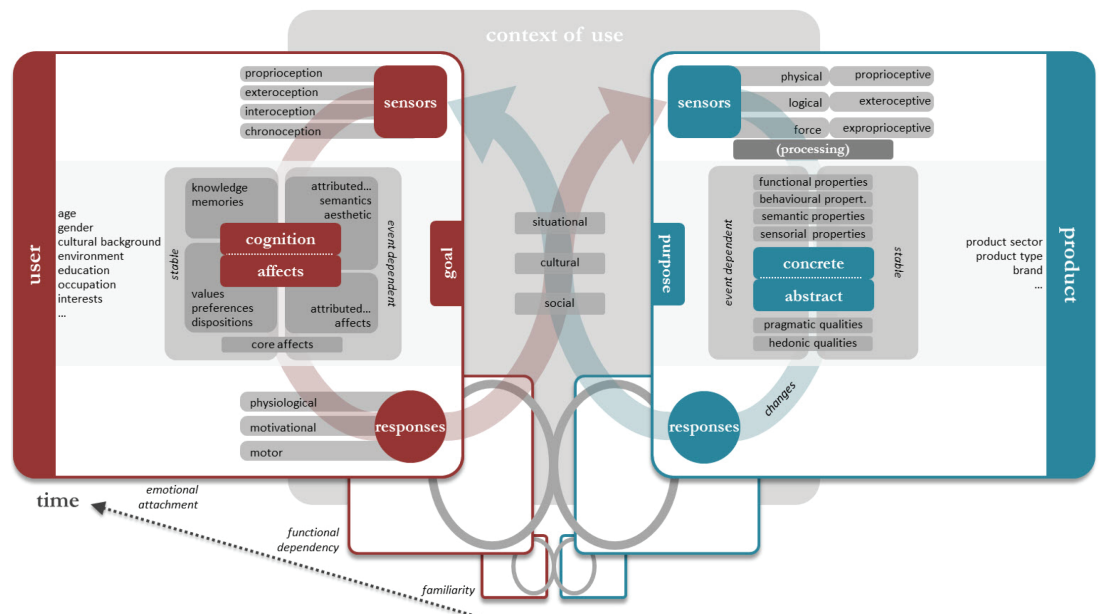 context of use
user
proprioception
exteroception
interoception
chronoception
sensors
sensors
physical
proprioceptive
logical
exteroceptive
force
exproprioceptive
(processing)
age
gender
cultural background
environment
education
occupation
interests
...
stable
knowledge
memories
attributed...
semantics
aesthetic
cognition
affects
values
preferences
dispositions
attributed...
affects
core affects
event dependent
goal
situational
cultural
social
purpose
event dependent
functional properties
behavioural propert.
semantic properties
sensorial properties
concrete
abstract
pragmatic qualities
hedonic qualities
stable
product sector
product type
brand
...
product
physiological
motivational
motor
responses
responses
changes
time
emotional
attachment
functional
dependency
familiarity